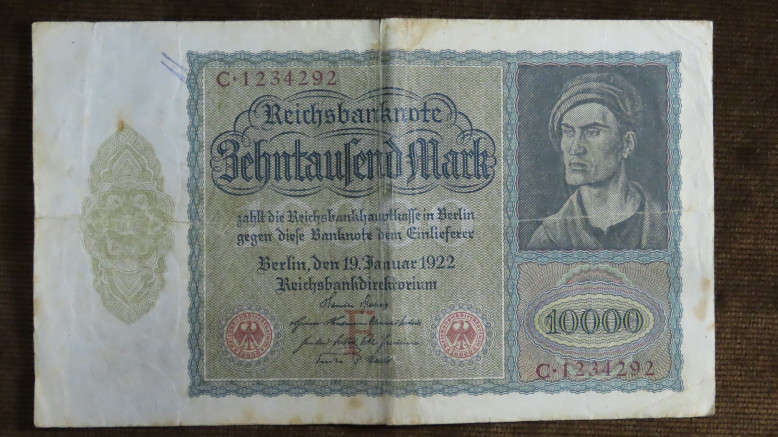 C·1234292
Reichsbanknote
Zehntausend Mark
zahlt die Reichsbankhauptkasse in Berlin
gegen diese Banknote dem Einlieferer
Berlin, den 19. Januar 1922
Reichsbankdirektorium
F
10000
C·1234292